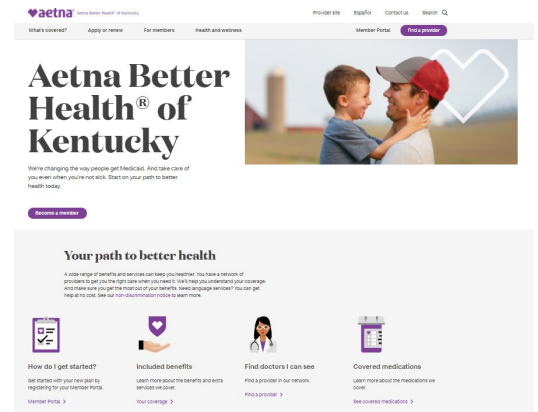 aetna® Aetna Better Health® of Kentucky
Provider site Español Contact us Search
What's covered? Apply or renew For members Health and wellness Member Portal Find a provider
Aetna Better
Health® of
Kentucky
We're changing the way people get Medicaid. And take care of
you even when you're not sick. Start on your path to better
health today.
Become a member
Your path to better health
A wide range of benefits and services can keep you healthier. You have a network of
providers to get you the right care when you need it. We'll help you understand your coverage.
And make sure you get the most out of your benefits. Need language services? You can get
help at no cost. See our non-discrimination notice to learn more.
How do I get started?
Get started with your new plan by
registering for your Member Portal.
Member Portal >
Included benefits
Learn more about the benefits and extra
services we cover.
Your coverage >
Find doctors I can see
Find a provider in our network.
Find a provider >
Covered medications
Learn more about the medications we
cover.
See covered medications >